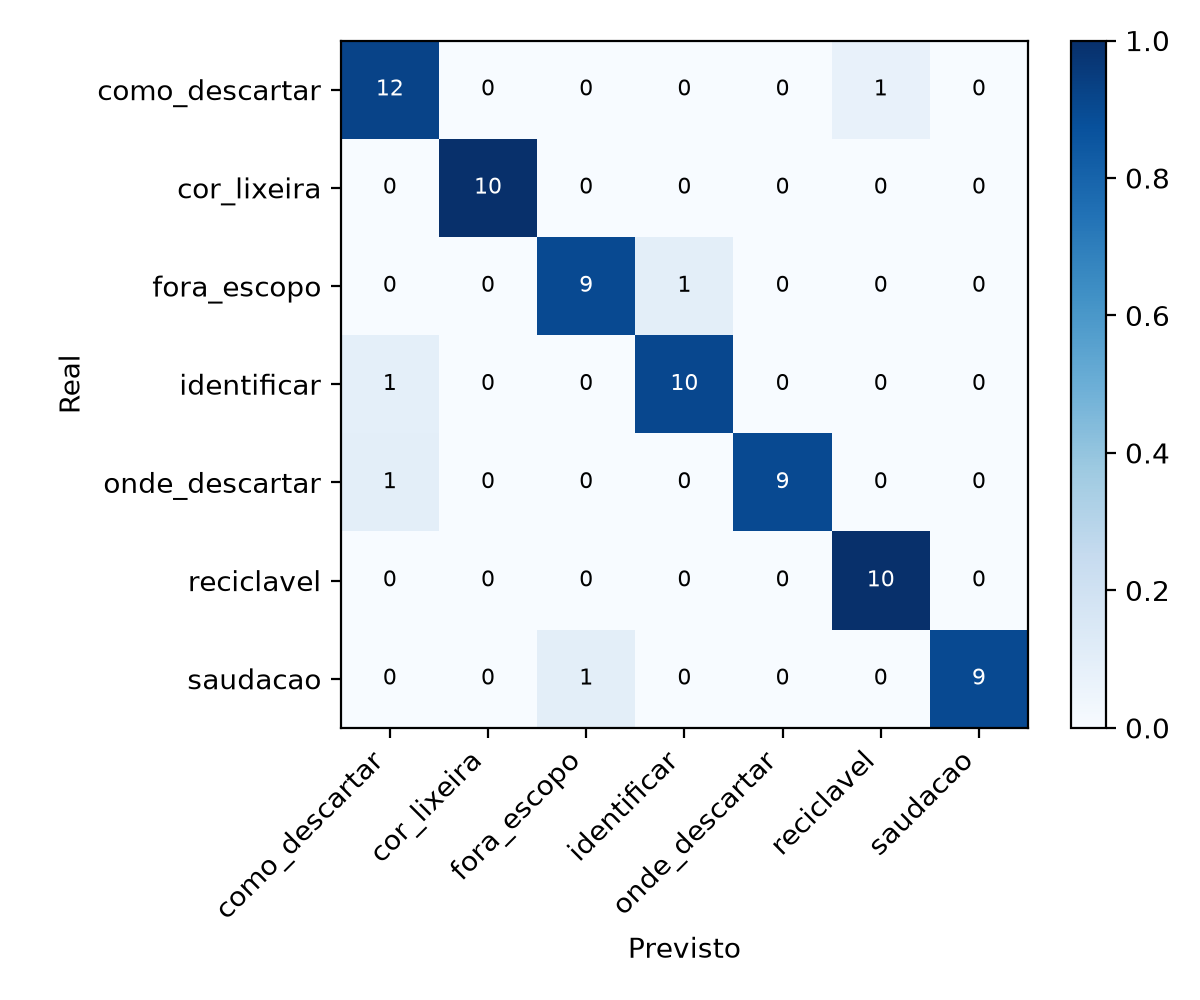 como_descartar 12 0 0 0 0 1 0
cor_lixeira 0 10 0 0 0 0 0
fora_escopo 0 0 9 1 0 0 0
identificar 1 0 0 10 0 0 0
onde_descartar 1 0 0 0 9 0 0
reciclavel 0 0 0 0 0 10 0
saudacao 0 0 1 0 0 0 9
Real
como_descartar
cor_lixeira
fora_escopo
identificar
onde_descartar
reciclavel
saudacao
Previsto
1.0
0.8
0.6
0.4
0.2
0.0